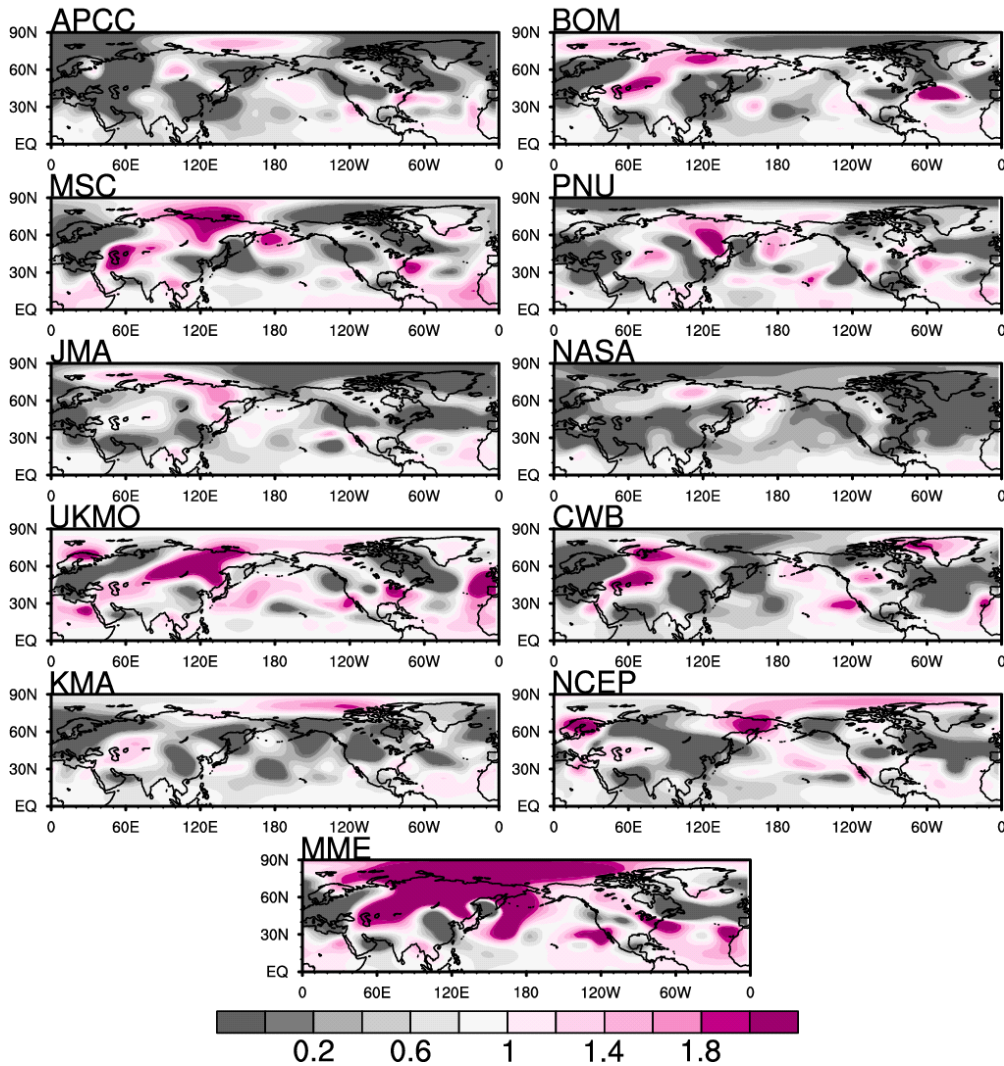 APCC BOM
90N 90N
60N 60N
30N 30N
EQ EQ
0 60E 120E 180 120W 60W 0 0 60E 120E 180 120W 60W 0
MSC PNU
90N 90N
60N 60N
30N 30N
EQ EQ
0 60E 120E 180 120W 60W 0 0 60E 120E 180 120W 60W 0
JMA NASA
90N 90N
60N 60N
30N 30N
EQ EQ
0 60E 120E 180 120W 60W 0 0 60E 120E 180 120W 60W 0
UKMO CWB
90N 90N
60N 60N
30N 30N
EQ EQ
0 60E 120E 180 120W 60W 0 0 60E 120E 180 120W 60W 0
KMA NCEP
90N 90N
60N 60N
30N 30N
EQ EQ
0 60E 120E 180 120W 60W 0 0 60E 120E 180 120W 60W 0
MME
90N
60N
30N
EQ
0 60E 120E 180 120W 60W 0
0.2 0.6 1 1.4 1.8